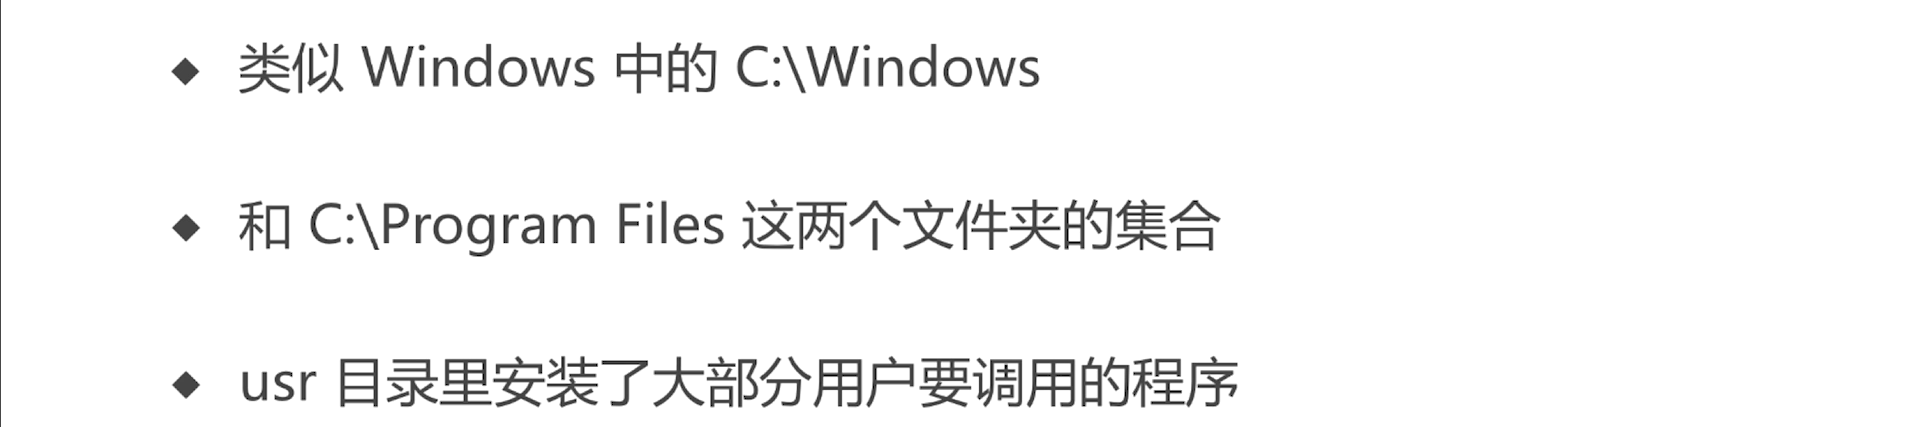 ◆ 类似 Windows 中的 C:\Windows
◆ 和 C:\Program Files 这两个文件夹的集合
◆ usr 目录里安装了大部分用户要调用的程序